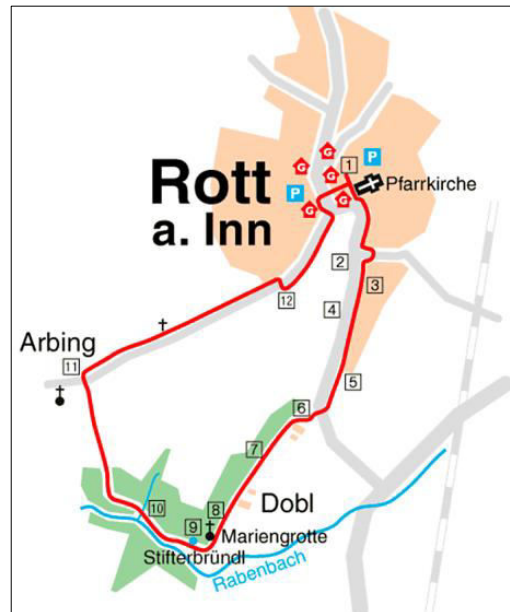 G
1
P
G
G
Pfarrkirche
Rott
P
G
G
a. Inn
2
3
12
4
Arbing
11
5
6
7
Dobl
8
10
9
Mariengrotte
Stifterbründl
Rabenbach